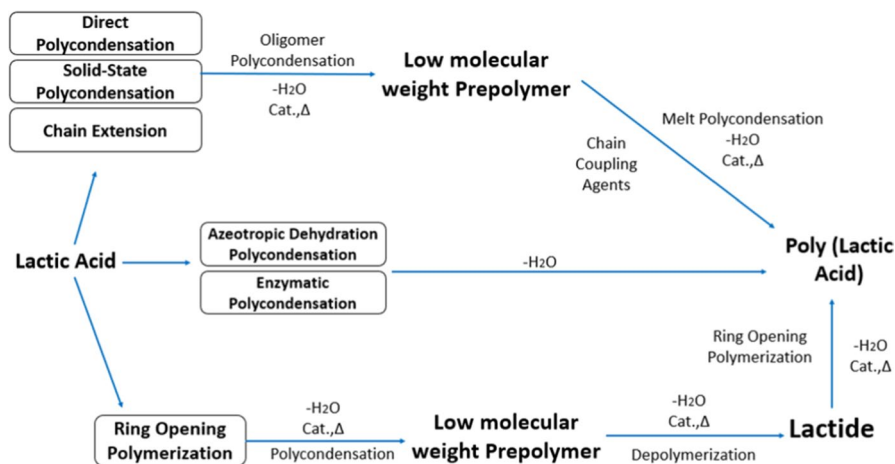 Direct
Polycondensation
Solid-State
Polycondensation
Chain Extension
Oligomer
Polycondensation
-H2O
Cat.,Δ
Low molecular
weight Prepolymer
Melt Polycondensation
-H2O
Cat.,Δ
Chain
Coupling
Agents
Lactic Acid
Azeotropic Dehydration
Polycondensation
Enzymatic
Polycondensation
-H2O
Poly (Lactic
Acid)
Ring Opening
Polymerization
-H2O
Cat.,Δ
Ring Opening
Polymerization
-H2O
Cat.,Δ
Polycondensation
Low molecular
weight Prepolymer
-H2O
Cat.,Δ
Depolymerization
Lactide